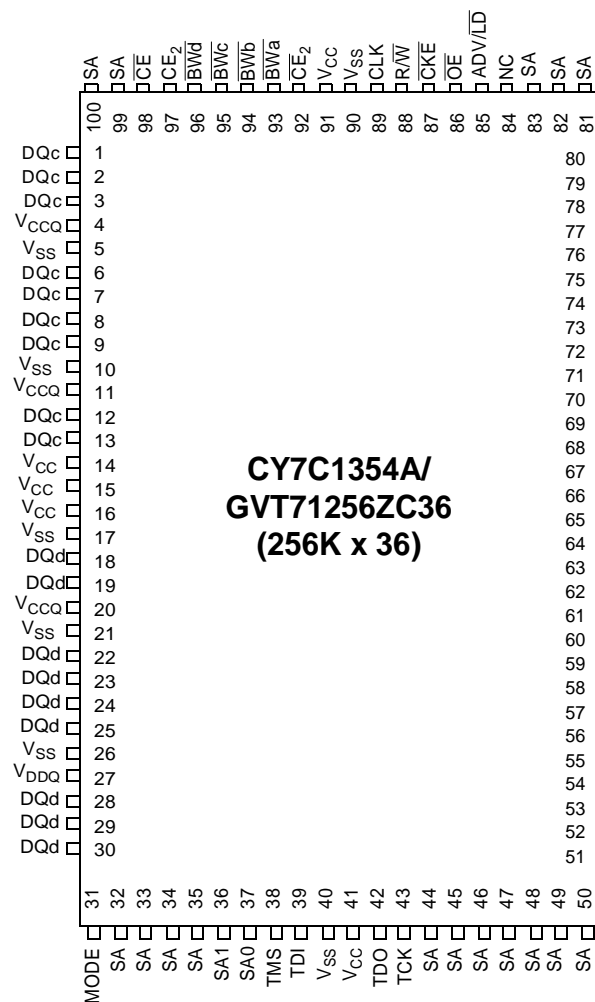 SA SA CE CE2 BWd BWc BWb BWa CE2 VCC VSS CLK R/W CKE OE ADV/LD NC SA SA SA
100 99 98 97 96 95 94 93 92 91 90 89 88 87 86 85 84 83 82 81
DQc 1 80
DQc 2 79
DQc 3 78
VCCQ 4 77
VSS 5 76
DQc 6 75
DQc 7 74
DQc 8 73
DQc 9 72
VSS 10 71
VCCQ 11 70
DQc 12 69
DQc 13 68
VCC 14 67
VCC 15 66
VCC 16 65
VSS 17 64
DQd 18 63
DQd 19 62
VCCQ 20 61
VSS 21 60
DQd 22 59
DQd 23 58
DQd 24 57
DQd 25 56
VSS 26 55
VDDQ 27 54
DQd 28 53
DQd 29 52
DQd 30 51
CY7C1354A/
GVT71256ZC36
(256K x 36)
31 32 33 34 35 36 37 38 39 40 41 42 43 44 45 46 47 48 49 50
MODE SA SA SA SA SA1 SA0 TMS TDI VSS VCC TDO TCK SA SA SA SA SA SA SA